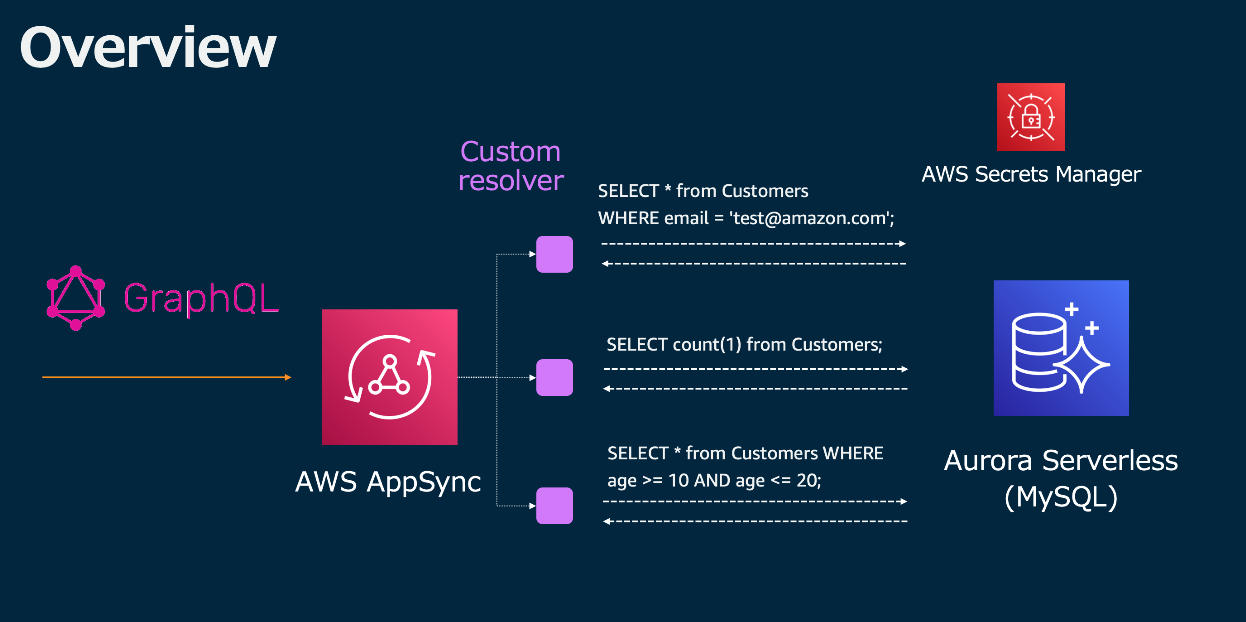 Overview
AWS Secrets Manager
Custom
resolver
SELECT * from Customers
WHERE email = 'test@amazon.com';
GraphQL
AWS AppSync
SELECT count(1) from Customers;
SELECT * from Customers WHERE
age >= 10 AND age <= 20;
Aurora Serverless
(MySQL)